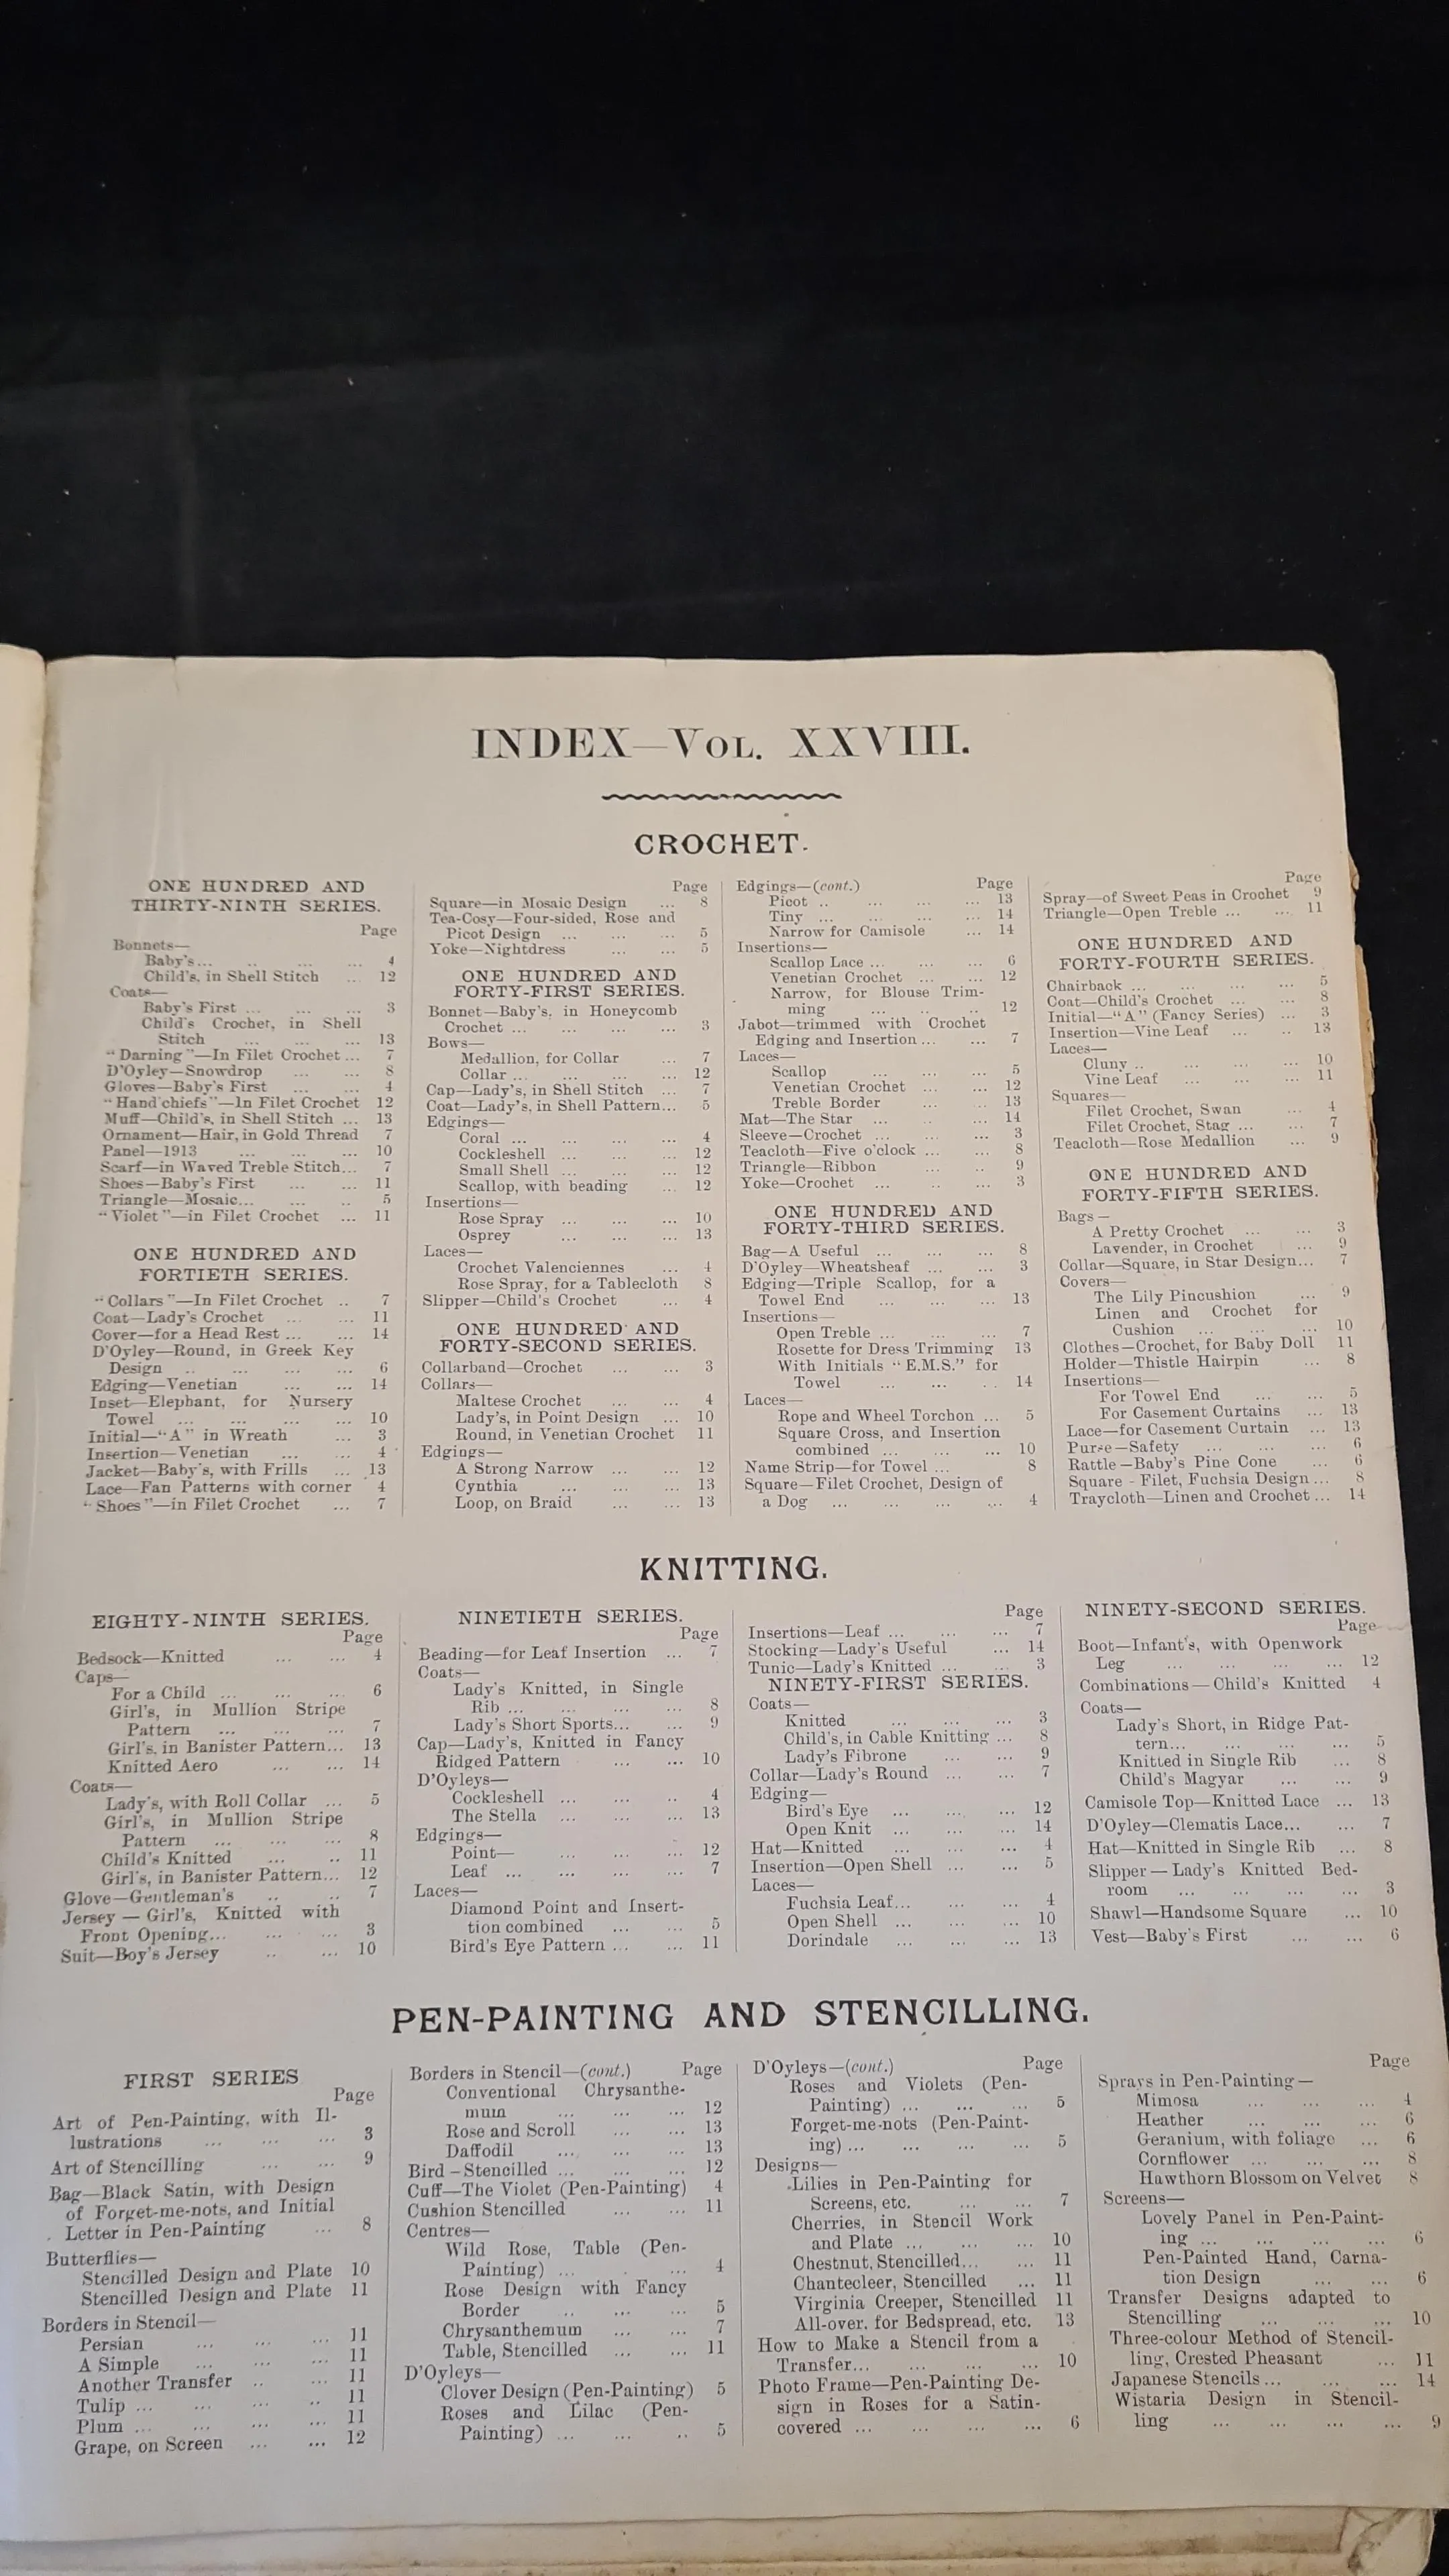 INDEX—Vol. XXVIII.
CROCHET.
ONE HUNDRED AND
THIRTY-NINTH SERIES.
Page
Bonnets—
Baby's... .. ... ... 4
Child's, in Shell Stitch ... 12
Coats—
Baby's First ... ... ... 3
Child's Crochet, in Shell
Stitch ... ... ... 13
"Darning"—In Filet Crochet ... 7
D'Oyley—Snowdrop ... ... 8
Gloves—Baby's First ... ... 4
"Handchiefs"—In Filet Crochet 12
Muff—Child's, in Shell Stitch ... 13
Ornament—Hair, in Gold Thread 7
Panel—1913 ... ... ... 10
Scarf—in Waved Treble Stitch... 7
Shoes—Baby's First ... ... 11
Triangle—Mosaic... ... .. 5
"Violet"—in Filet Crochet ... 11
ONE HUNDRED AND
FORTIETH SERIES.
"Collars"—In Filet Crochet .. 7
Coat—Lady's Crochet ... ... 11
Cover—for a Head Rest ... ... 14
D'Oyley—Round, in Greek Key
Design .. ... ... ... 6
Edging—Venetian ... ... 14
Inset—Elephant, for Nursery
Towel ... ... ... ... 10
Initial—"A" in Wreath ... 3
Insertion—Venetian ... ... 4
Jacket—Baby's, with Frills ... 13
Lace—Fan Patterns with corner 4
"Shoes"—in Filet Crochet ... 7
Page
Square—in Mosaic Design ... 8
Tea-Cosy—Four-sided, Rose and
Picot Design ... ... ... 5
Yoke—Nightdress ... ... 5
ONE HUNDRED AND
FORTY-FIRST SERIES.
Bonnet—Baby's, in Honeycomb
Crochet ... ... ... ... 3
Bows—
Medallion, for Collar ... 7
Collar ... ... ... ... 12
Cap—Lady's, in Shell Stitch ... 7
Coat—Lady's, in Shell Pattern... 5
Edgings—
Coral ... ... ... ... 4
Cockleshell ... ... ... 12
Small Shell ... ... ... 12
Scallop, with beading ... 12
Insertions—
Rose Spray ... ... ... 10
Osprey ... ... ... 13
Laces—
Crochet Valenciennes ... 4
Rose Spray, for a Tablecloth 8
Slipper—Child's Crochet ... 4
ONE HUNDRED AND
FORTY-SECOND SERIES.
Collarband—Crochet ... ... 3
Collars—
Maltese Crochet ... ... 4
Lady's, in Point Design ... 10
Round, in Venetian Crochet 11
Edgings—
A Strong Narrow ... ... 12
Cynthia ... ... ... 13
Loop, on Braid ... ... 13
Edgings—(cont.) Page
Picot .. ... ... ... 13
Tiny ... ... ... ... 14
Narrow for Camisole ... 14
Insertions—
Scallop Lace ... ... ... 6
Venetian Crochet ... ... 12
Narrow, for Blouse Trim-
ming ... .. .. 12
Jabot—trimmed with Crochet
Edging and Insertion ... ... 7
Laces—
Scallop ... ... ... 5
Venetian Crochet ... ... 12
Treble Border ... ... 13
Mat—The Star ... .. ... 14
Sleeve—Crochet ... ... ... 3
Teacloth—Five o'clock ... ... 8
Triangle—Ribbon ... .. 9
Yoke—Crochet ... .. ... 3
ONE HUNDRED AND
FORTY-THIRD SERIES.
Bag—A Useful ... ... ... 8
D'Oyley—Wheatsheaf ... ... 3
Edging—Triple Scallop, for a
Towel End ... ... ... 13
Insertions—
Open Treble ... ... ... 7
Rosette for Dress Trimming 13
With Initials "E.M.S." for
Towel ... ... .. 14
Laces—
Rope and Wheel Torchon ... 5
Square Cross, and Insertion
combined ... ... ... 10
Name Strip—for Towel ... 8
Square—Filet Crochet, Design of
a Dog ... ... ... ... 4
Page
Spray—of Sweet Peas in Crochet 9
Triangle—Open Treble ... ... 11
ONE HUNDRED AND
FORTY-FOURTH SERIES.
Chairback ... ... ... ... 5
Coat—Child's Crochet ... ... 8
Initial—"A" (Fancy Series) ... 3
Insertion—Vine Leaf ... .. 13
Laces—
Cluny .. ... ... ... 10
Vine Leaf ... ... ... 11
Squares—
Filet Crochet, Swan ... 4
Filet Crochet, Stag ... ... 7
Teacloth—Rose Medallion ... 9
ONE HUNDRED AND
FORTY-FIFTH SERIES.
Bags—
A Pretty Crochet ... ... 3
Lavender, in Crochet ... 9
Collar—Square, in Star Design... 7
Covers—
The Lily Pincushion ... 9
Linen and Crochet for
Cushion ... ... ... 10
Clothes—Crochet, for Baby Doll 11
Holder—Thistle Hairpin ... 8
Insertions—
For Towel End ... ... 5
For Casement Curtains ... 13
Lace—for Casement Curtain ... 13
Purse—Safety ... ... ... 6
Rattle—Baby's Pine Cone ... 6
Square - Filet, Fuchsia Design ... 8
Traycloth—Linen and Crochet ... 14
KNITTING.
EIGHTY-NINTH SERIES.
Page
Bedsock—Knitted ... ... 4
Caps—
For a Child ... ... ... 6
Girl's, in Mullion Stripe
Pattern ... ... ... 7
Girl's, in Banister Pattern... 13
Knitted Aero ... ... 14
Coats—
Lady's, with Roll Collar ... 5
Girl's, in Mullion Stripe
Pattern ... ... ... 8
Child's Knitted ... .. 11
Girl's, in Banister Pattern... 12
Glove—Gentleman's .. .. 7
Jersey — Girl's, Knitted with
Front Opening... ... ... 3
Suit—Boy's Jersey .. ... 10
NINETIETH SERIES.
Page
Beading—for Leaf Insertion ... 7
Coats—
Lady's Knitted, in Single
Rib ... ... ... ... 8
Lady's Short Sports... ... 9
Cap—Lady's, Knitted in Fancy
Ridged Pattern ... ... 10
D'Oyleys—
Cockleshell ... ... .. 4
The Stella ... ... ... 13
Edgings—
Point— ... ... ... 12
Leaf ... ... ... ... 7
Laces—
Diamond Point and Insert-
tion combined ... ... 5
Bird's Eye Pattern ... ... 11
Page
Insertions—Leaf ... ... ... 7
Stocking—Lady's Useful ... 14
Tunic—Lady's Knitted ... ... 3
NINETY-FIRST SERIES.
Coats—
Knitted ... ... ... 3
Child's, in Cable Knitting ... 8
Lady's Fibrone ... ... 9
Collar—Lady's Round ... ... 7
Edging—
Bird's Eye ... ... ... 12
Open Knit ... ... ... 14
Hat—Knitted ... ... ... 4
Insertion—Open Shell ... ... 5
Laces—
Fuchsia Leaf... ... ... 4
Open Shell ... ... ... 10
Dorindale ... ... ... 13
NINETY-SECOND SERIES.
Page
Boot—Infant's, with Openwork
Leg ... ... ... ... 12
Combinations—Child's Knitted 4
Coats—
Lady's Short, in Ridge Pat-
tern... ... ... ... 5
Knitted in Single Rib ... 8
Child's Magyar ... ... 9
Camisole Top—Knitted Lace ... 13
D'Oyley—Clematis Lace... ... 7
Hat—Knitted in Single Rib ... 8
Slipper—Lady's Knitted Bed-
room ... ... ... ... 3
Shawl—Handsome Square ... 10
Vest—Baby's First ... ... 6
PEN-PAINTING AND STENCILLING.
FIRST SERIES
Page
Art of Pen-Painting, with Il-
lustrations ... ... ... 3
Art of Stencilling ... ... 9
Bag—Black Satin, with Design
of Forget-me-nots, and Initial
Letter in Pen-Painting ... 8
Butterflies—
Stencilled Design and Plate 10
Stencilled Design and Plate 11
Borders in Stencil—
Persian ... ... ... 11
A Simple ... ... ... 11
Another Transfer .. ... 11
Tulip ... ... .. 11
Plum ... ... ... ... 11
Grape, on Screen ... ... 12
Borders in Stencil—(cont.) Page
Conventional Chrysanthe-
mum ... ... ... 12
Rose and Scroll ... ... 13
Daffodil ... ... ... 13
Bird—Stencilled ... ... ... 12
Cuff—The Violet (Pen-Painting) 4
Cushion Stencilled ... ... 11
Centres—
Wild Rose, Table (Pen-
Painting) ... . ... 4
Rose Design with Fancy
Border .. ... ... 5
Chrysanthemum ... ... 7
Table, Stencilled ... ... 11
D'Oyleys—
Clover Design (Pen-Painting) 5
Roses and Lilac (Pen-
Painting) ... ... .. 5
D'Oyleys—(cont.) Page
Roses and Violets (Pen-
Painting) ... ... ... 5
Forget-me-nots (Pen-Paint-
ing) ... ... ... ... 5
Designs—
Lilies in Pen-Painting for
Screens, etc. ... ... 7
Cherries, in Stencil Work
and Plate ... ... ... 10
Chestnut, Stencilled... ... 11
Chantecleer, Stencilled ... 11
Virginia Creeper, Stencilled 11
All-over, for Bedspread, etc. 13
How to Make a Stencil from a
Transfer... ... ... ... 10
Photo Frame—Pen-Painting De-
sign in Roses for a Satin-
covered ... ... ... ... 6
Page
Sprays in Pen-Painting—
Mimosa ... ... ... 4
Heather ... ... ... 6
Geranium, with foliage ... 6
Cornflower ... ... ... 8
Hawthorn Blossom on Velvet 8
Screens—
Lovely Panel in Pen-Paint-
ing ... ... ... ... 6
Pen-Painted Hand, Carna-
tion Design ... ... 6
Transfer Designs adapted to
Stencilling ... ... ... 10
Three-colour Method of Stencil-
ling, Crested Pheasant ... 11
Japanese Stencils ... ... ... 14
Wistaria Design in Stencil-
ling ... ... ... ... 9